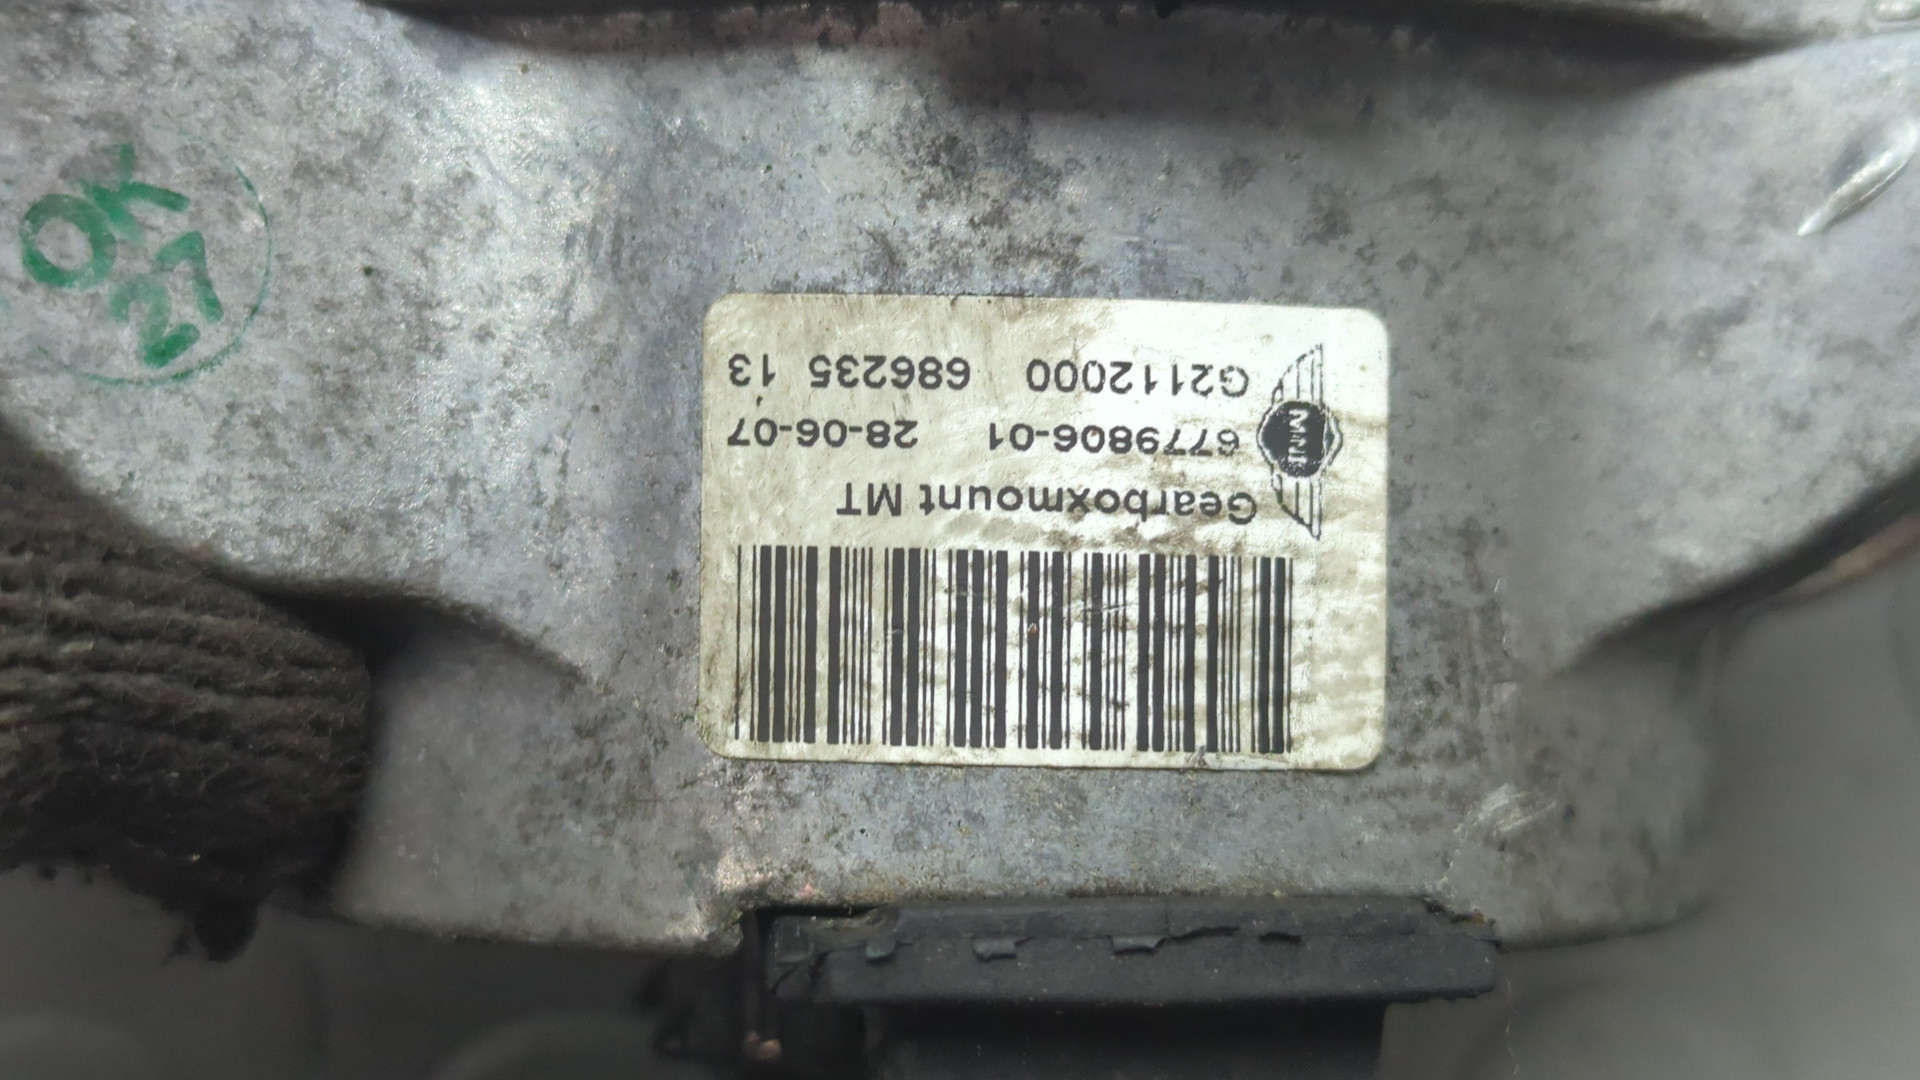 Gearboxmount MT
6779806-01 28-06-07
G2112000 686235 13
MINI
OK
27